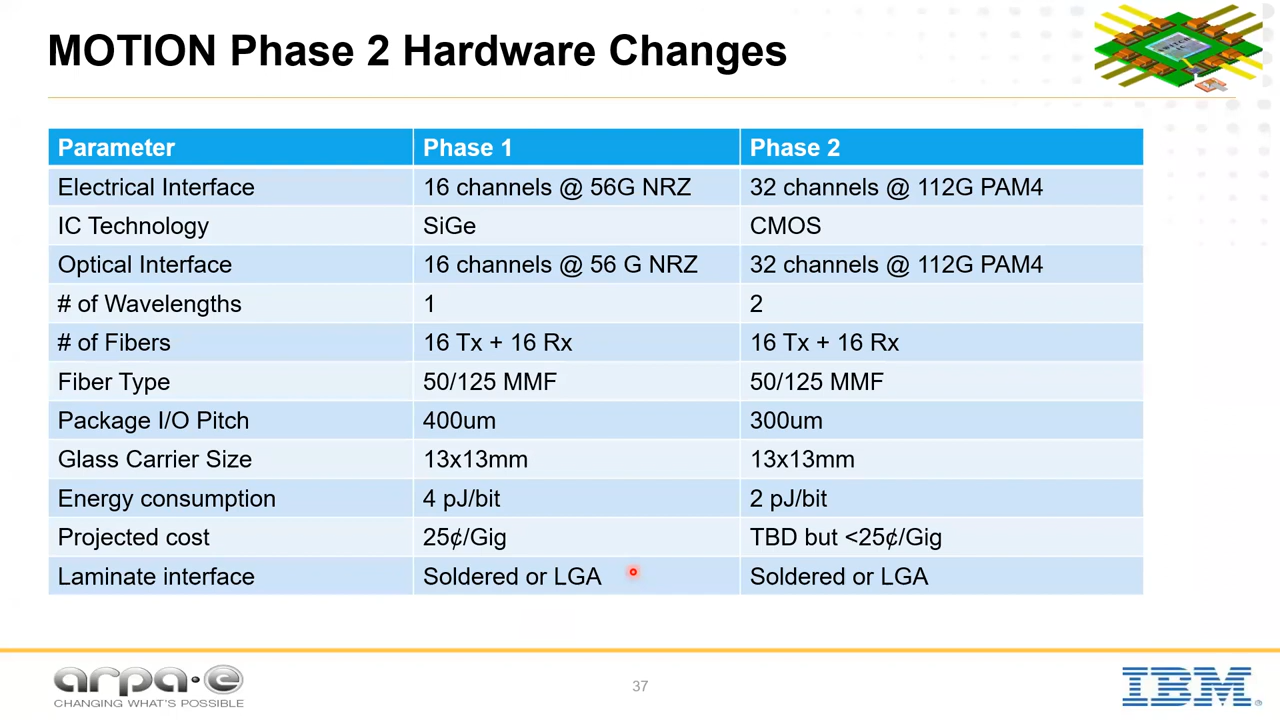 MOTION Phase 2 Hardware Changes
Parameter Phase 1 Phase 2
Electrical Interface 16 channels @ 56G NRZ 32 channels @ 112G PAM4
IC Technology SiGe CMOS
Optical Interface 16 channels @ 56 G NRZ 32 channels @ 112G PAM4
# of Wavelengths 1 2
# of Fibers 16 Tx + 16 Rx 16 Tx + 16 Rx
Fiber Type 50/125 MMF 50/125 MMF
Package I/O Pitch 400um 300um
Glass Carrier Size 13x13mm 13x13mm
Energy consumption 4 pJ/bit 2 pJ/bit
Projected cost 25¢/Gig TBD but <25¢/Gig
Laminate interface Soldered or LGA Soldered or LGA
arpa·e
CHANGING WHAT'S POSSIBLE
37
IBM